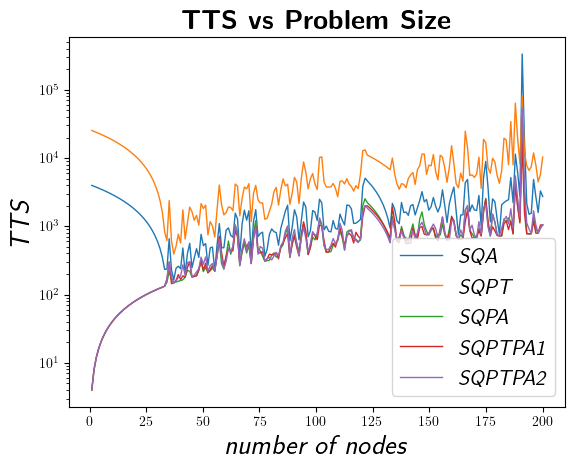 TTS vs Problem Size
TTS
10^5
10^4
10^3
10^2
10^1
0 25 50 75 100 125 150 175 200
number of nodes
SQA
SQPT
SQPA
SQPTPA1
SQPTPA2